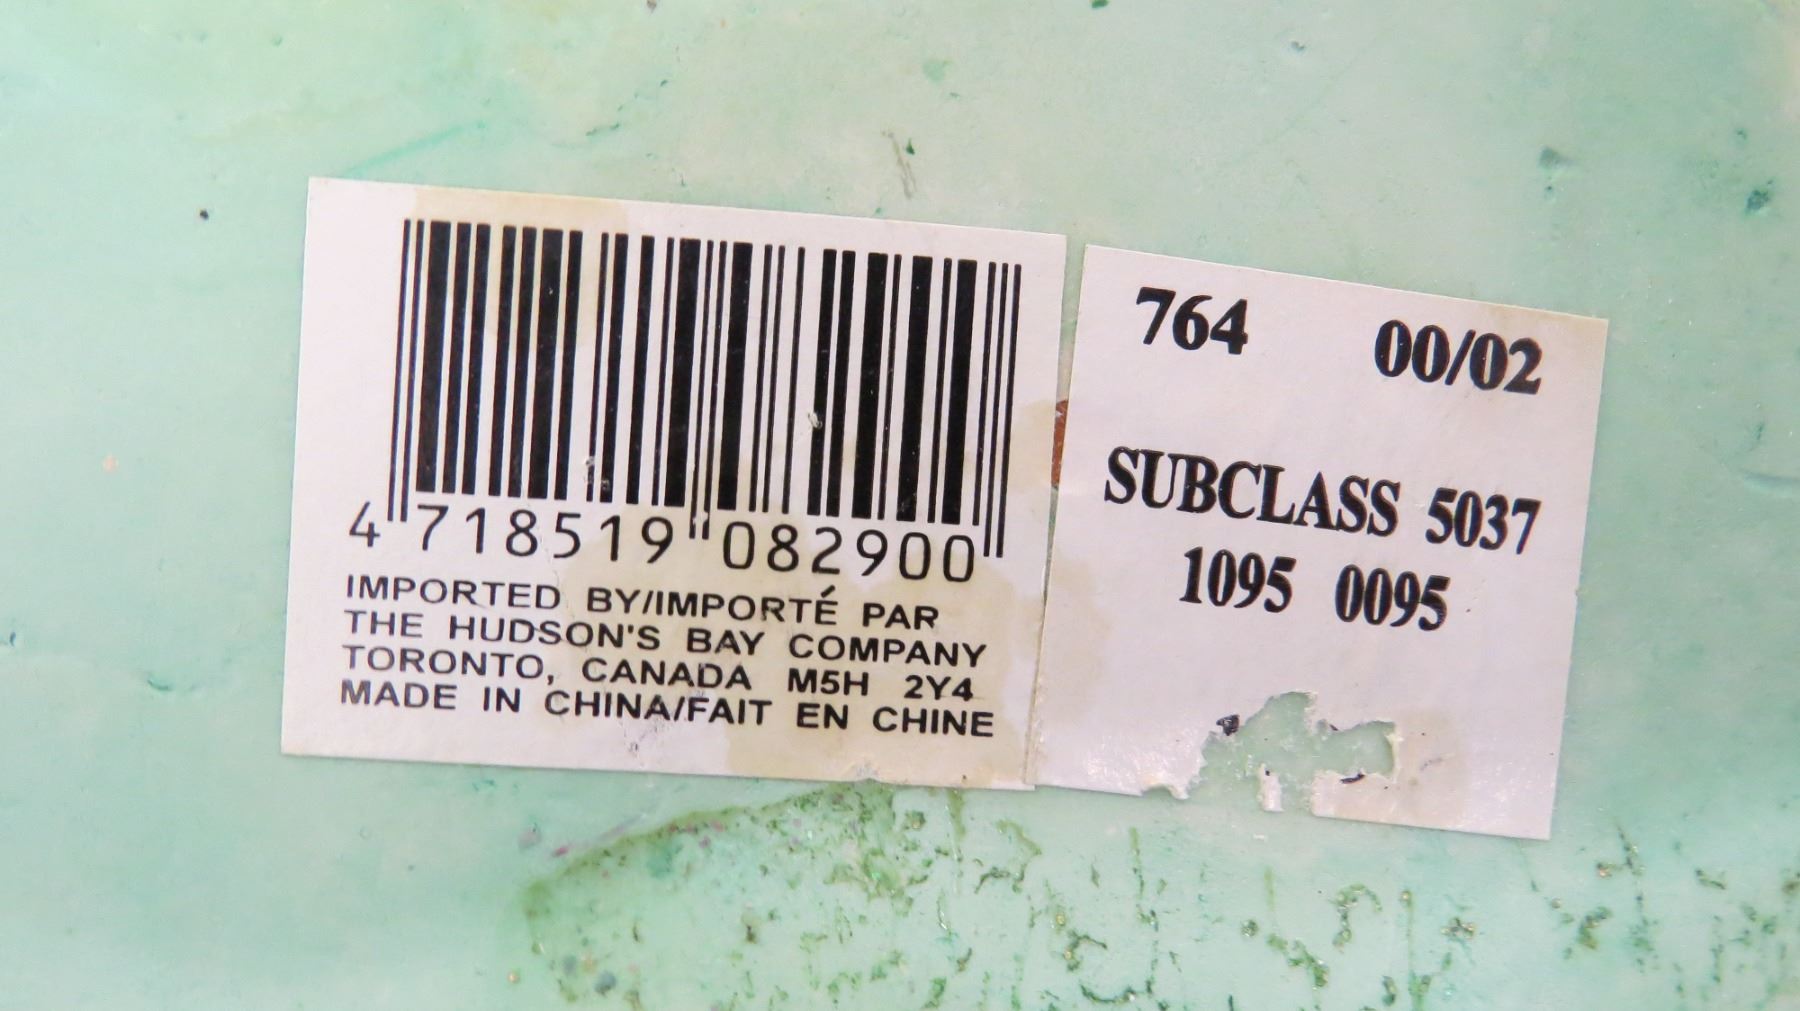 4 718519 082900
IMPORTED BY/IMPORTÉ PAR
THE HUDSON'S BAY COMPANY
TORONTO, CANADA M5H 2Y4
MADE IN CHINA/FAIT EN CHINE
764 00/02
SUBCLASS 5037
1095 0095